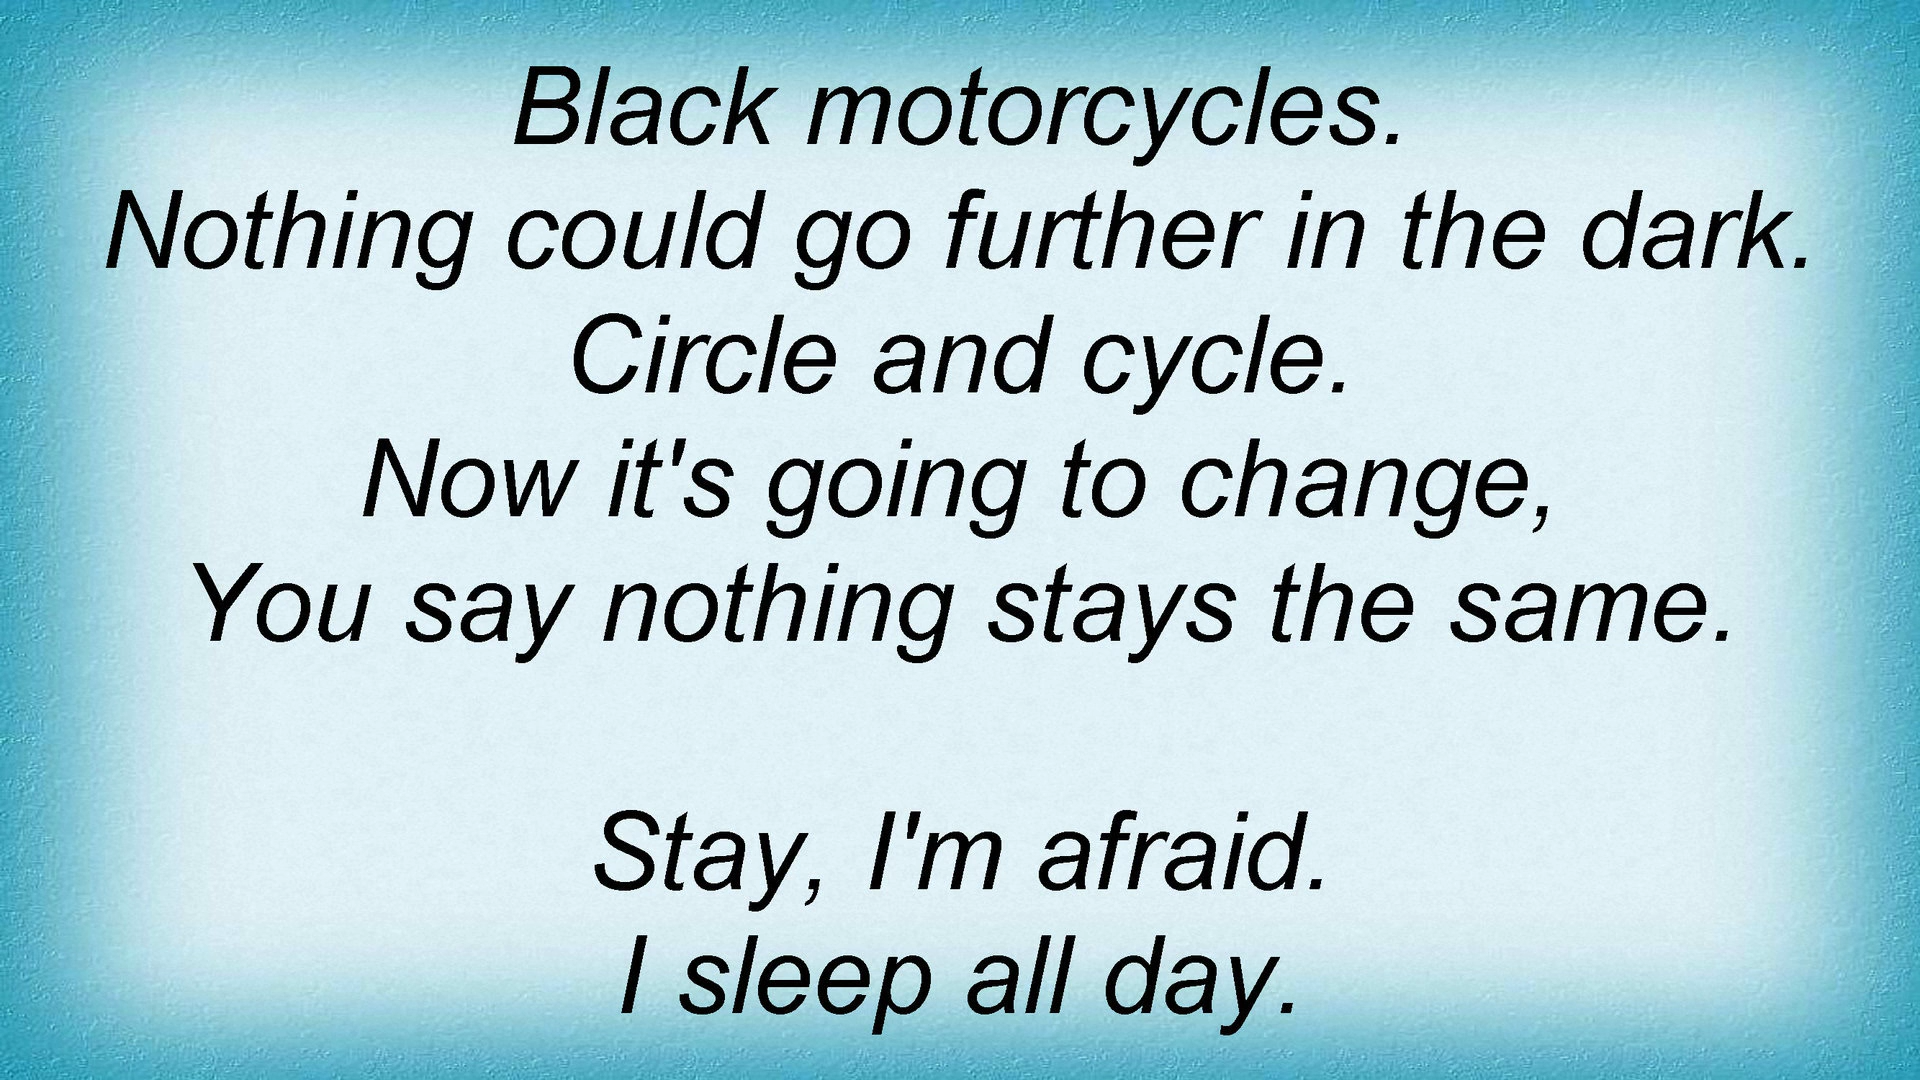 Black motorcycles.
Nothing could go further in the dark.
Circle and cycle.
Now it's going to change,
You say nothing stays the same.
Stay, I'm afraid.
I sleep all day.